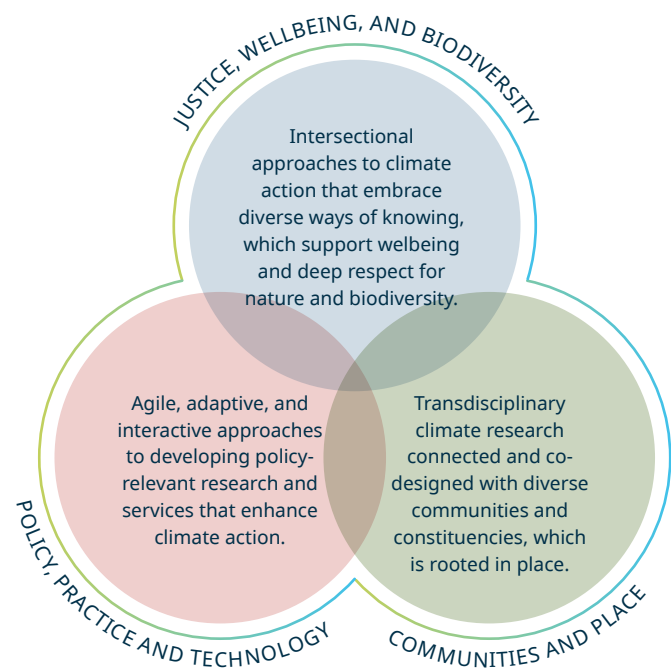 JUSTICE, WELLBEING, AND BIODIVERSITY
Intersectional
approaches to climate
action that embrace
diverse ways of knowing,
which support welbeing
and deep respect for
nature and biodiversity.
Agile, adaptive, and
interactive approaches
to developing policy-
relevant research and
services that enhance
climate action.
POLICY, PRACTICE AND TECHNOLOGY
Transdisciplinary
climate research
connected and co-
designed with diverse
communities and
constituencies, which
is rooted in place.
COMMUNITIES AND PLACE